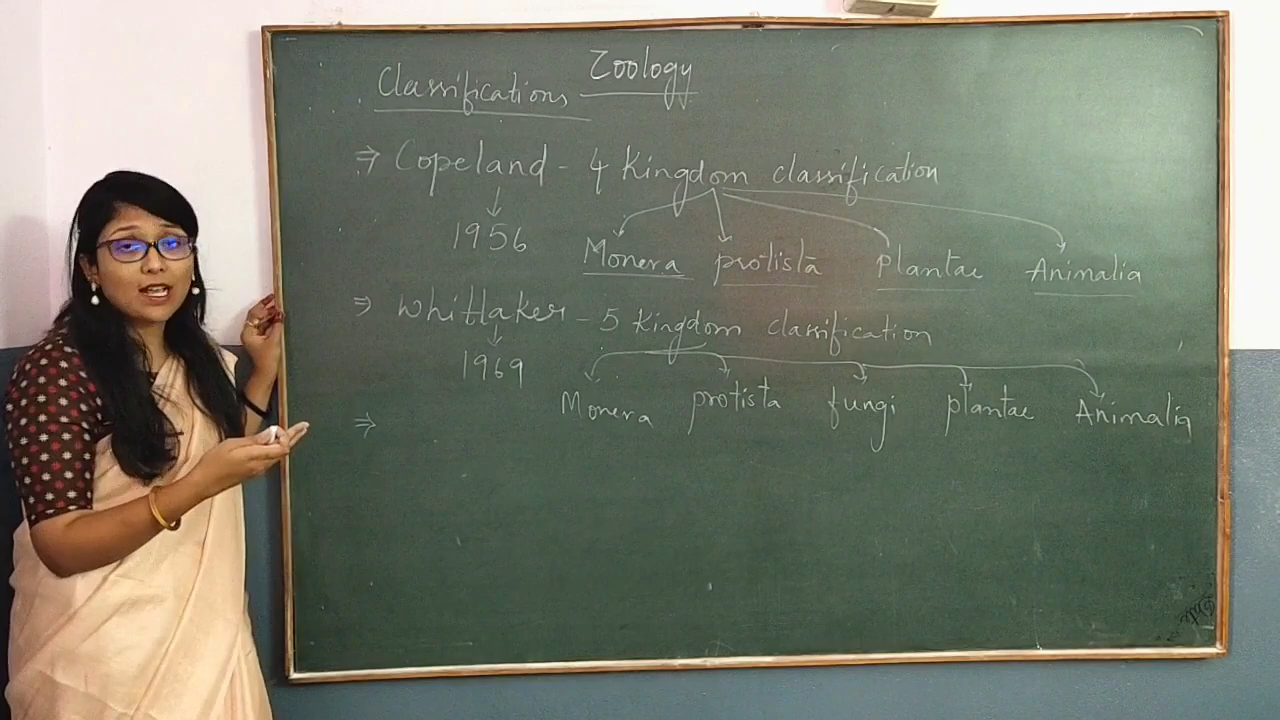 Zoology
Classifications
⇒ Copeland - 4 Kingdom classification
1956
Monera protista plantae Animalia
⇒ Whittaker - 5 Kingdom classification
1969
Monera protista fungi plantae Animalia
⇒